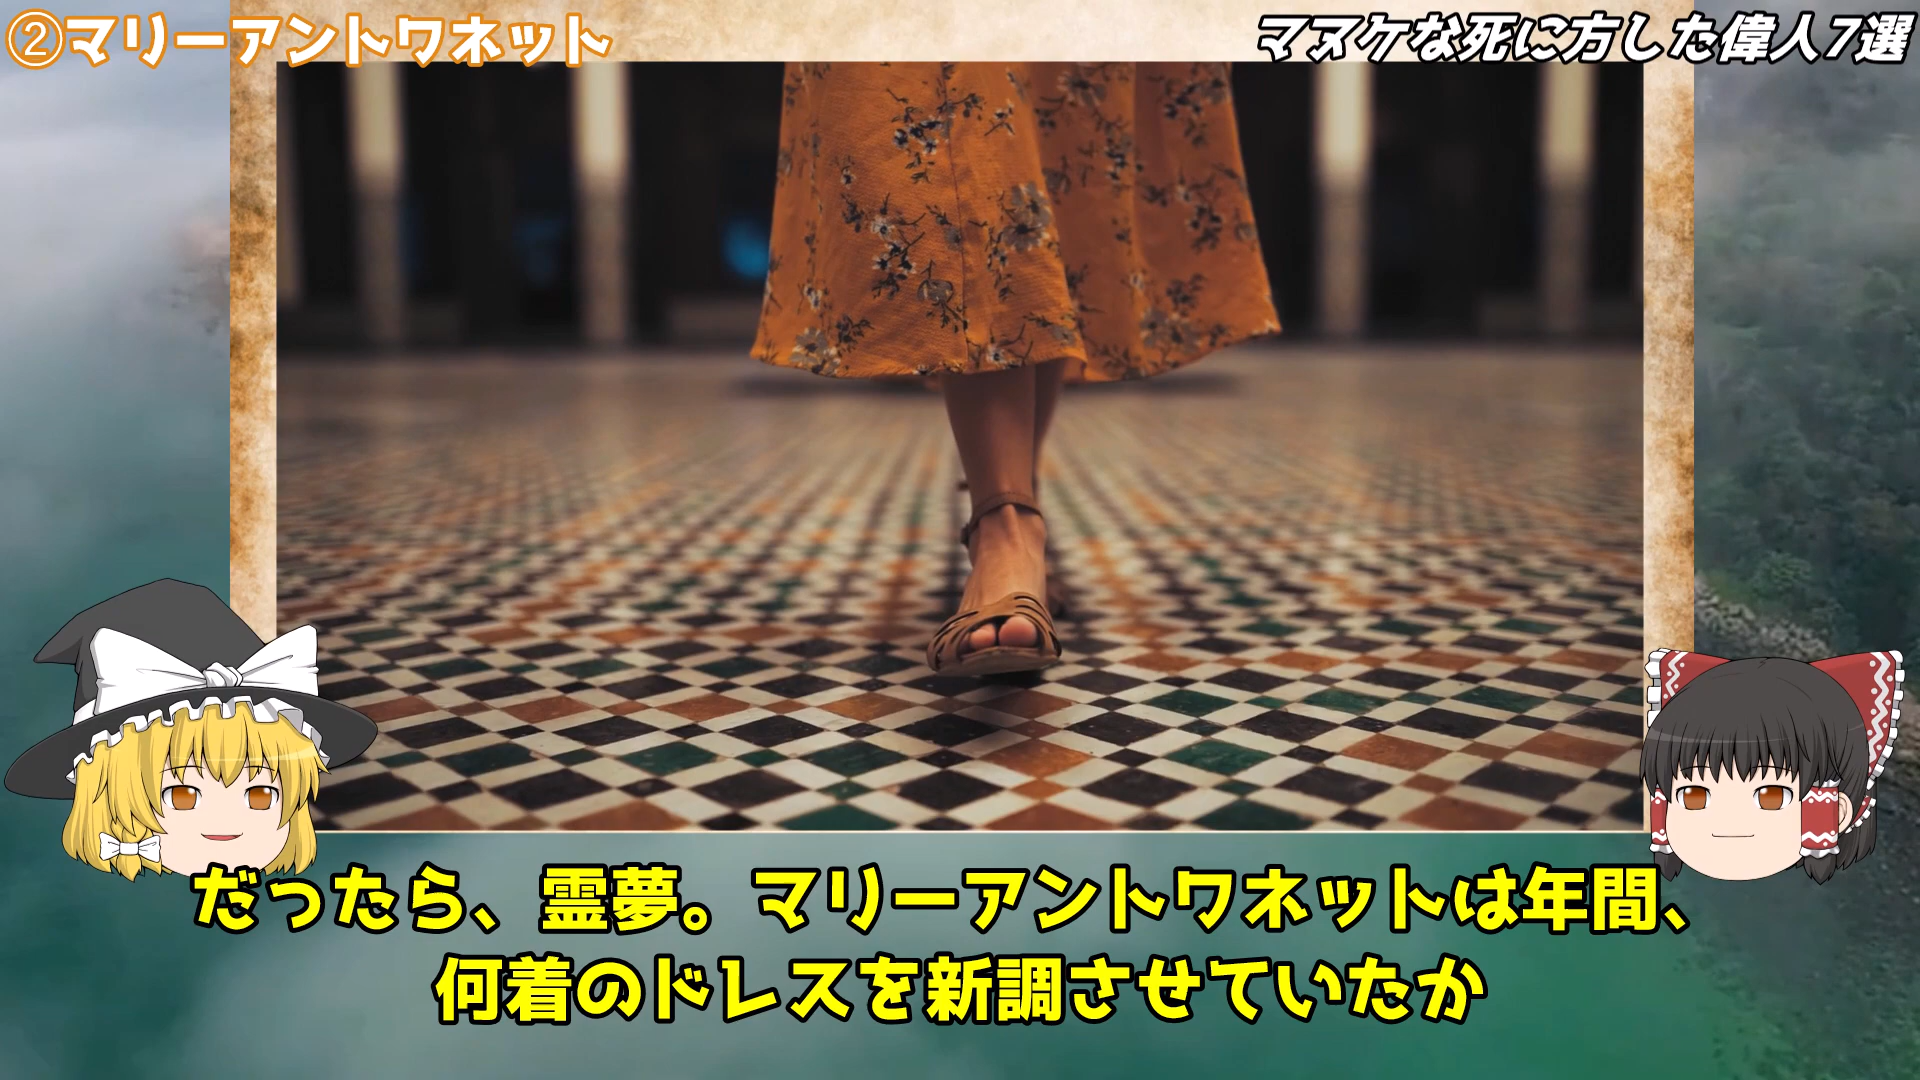 ②マリーアントワネット
マヌケな死に方した偉人7選
だったら、霊夢。マリーアントワネットは年間、
何着のドレスを新調させていたか